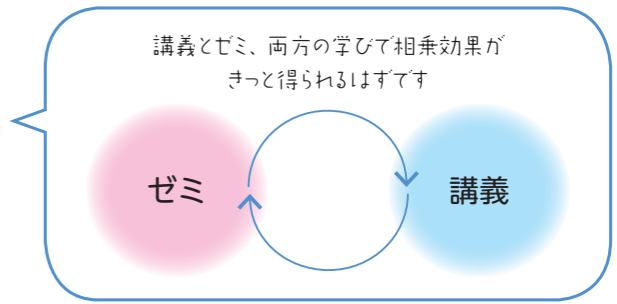 講義とゼミ、両方の学びで相乗効果が
きっと得られるはずです
ゼミ
講義